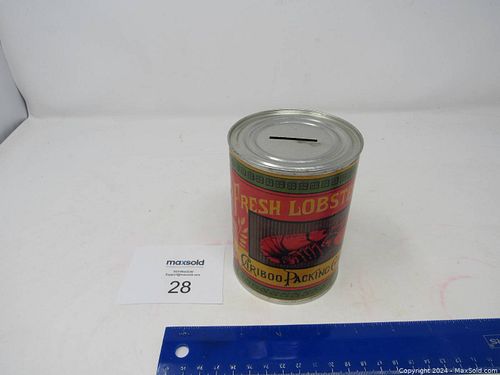 FRESH LOBST
CARIBOO PACKING C
maxsold
28
Copyright 2024 - MaxSold.com